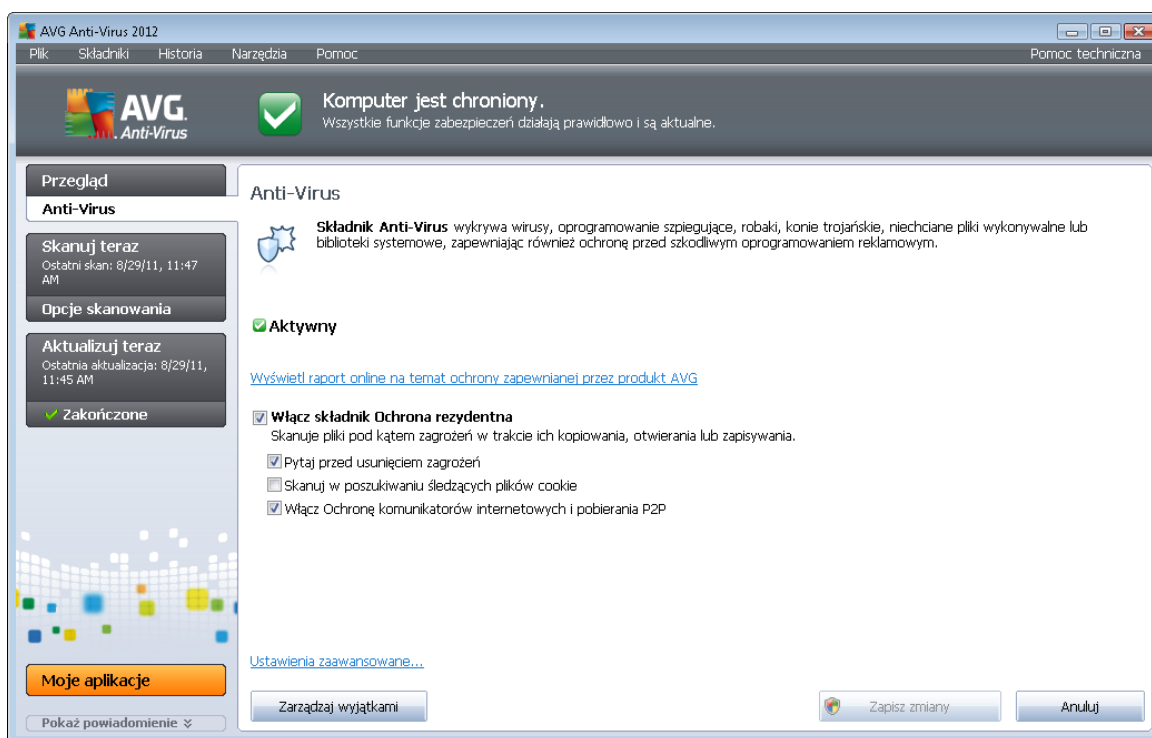 AVG Anti-Virus 2012
Plik Składniki Historia Narzędzia Pomoc Pomoc techniczna
AVG.
Anti-Virus
Komputer jest chroniony.
Wszystkie funkcje zabezpieczeń działają prawidłowo i są aktualne.
Przegląd
Anti-Virus
Skanuj teraz
Ostatni skan: 8/29/11, 11:47
AM
Opcje skanowania
Aktualizuj teraz
Ostatnia aktualizacja: 8/29/11,
11:45 AM
Zakończone
Moje aplikacje
Pokaż powiadomienie
Anti-Virus
Składnik Anti-Virus wykrywa wirusy, oprogramowanie szpiegujące, robaki, konie trojańskie, niechciane pliki wykonywalne lub
biblioteki systemowe, zapewniając również ochronę przed szkodliwym oprogramowaniem reklamowym.
Aktywny
Wyświetl raport online na temat ochrony zapewnianej przez produkt AVG
Włącz składnik Ochrona rezydentna
Skanuje pliki pod kątem zagrożeń w trakcie ich kopiowania, otwierania lub zapisywania.
Pytaj przed usunięciem zagrożeń
Skanuj w poszukiwaniu śledzących plików cookie
Włącz Ochronę komunikatorów internetowych i pobierania P2P
Ustawienia zaawansowane...
Zarządzaj wyjątkami
Zapisz zmiany
Anuluj